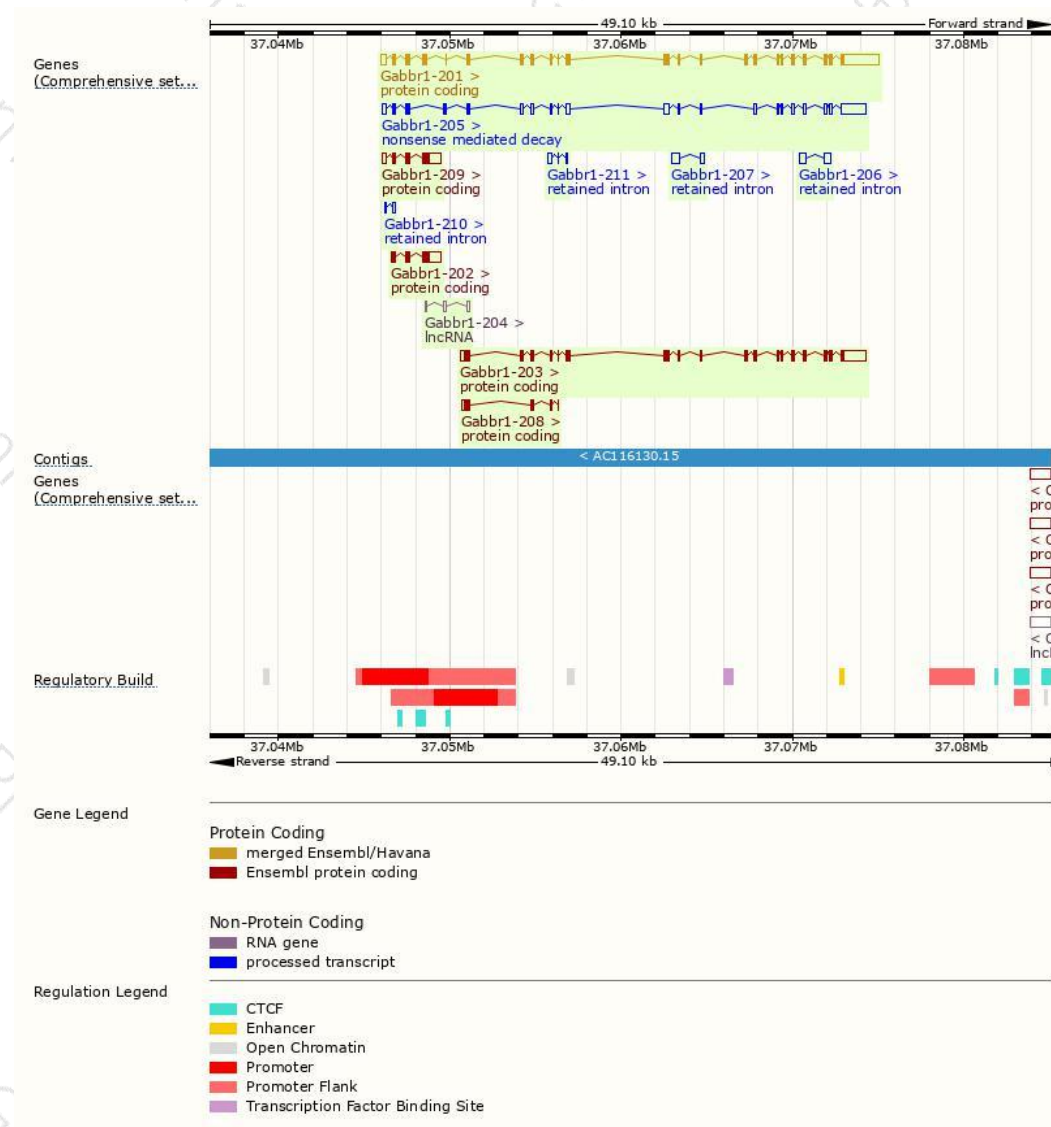 49.10 kb Forward strand
37.04Mb 37.05Mb 37.06Mb 37.07Mb 37.08Mb
Genes
(Comprehensive set...
Gabbr1-201 >
protein coding
Gabbr1-205 >
nonsense mediated decay
Gabbr1-209 > Gabbr1-211 > Gabbr1-207 > Gabbr1-206 >
protein coding retained intron retained intron retained intron
Gabbr1-210 >
retained intron
Gabbr1-202 >
protein coding
Gabbr1-204 >
lncRNA
Gabbr1-203 >
protein coding
Gabbr1-208 >
protein coding
Contigs
< AC116130.15
Genes
(Comprehensive set...
Regulatory Build
37.04Mb 37.05Mb 37.06Mb 37.07Mb 37.08Mb
Reverse strand 49.10 kb
Gene Legend
Protein Coding
merged Ensembl/Havana
Ensembl protein coding
Non-Protein Coding
RNA gene
processed transcript
Regulation Legend
CTCF
Enhancer
Open Chromatin
Promoter
Promoter Flank
Transcription Factor Binding Site